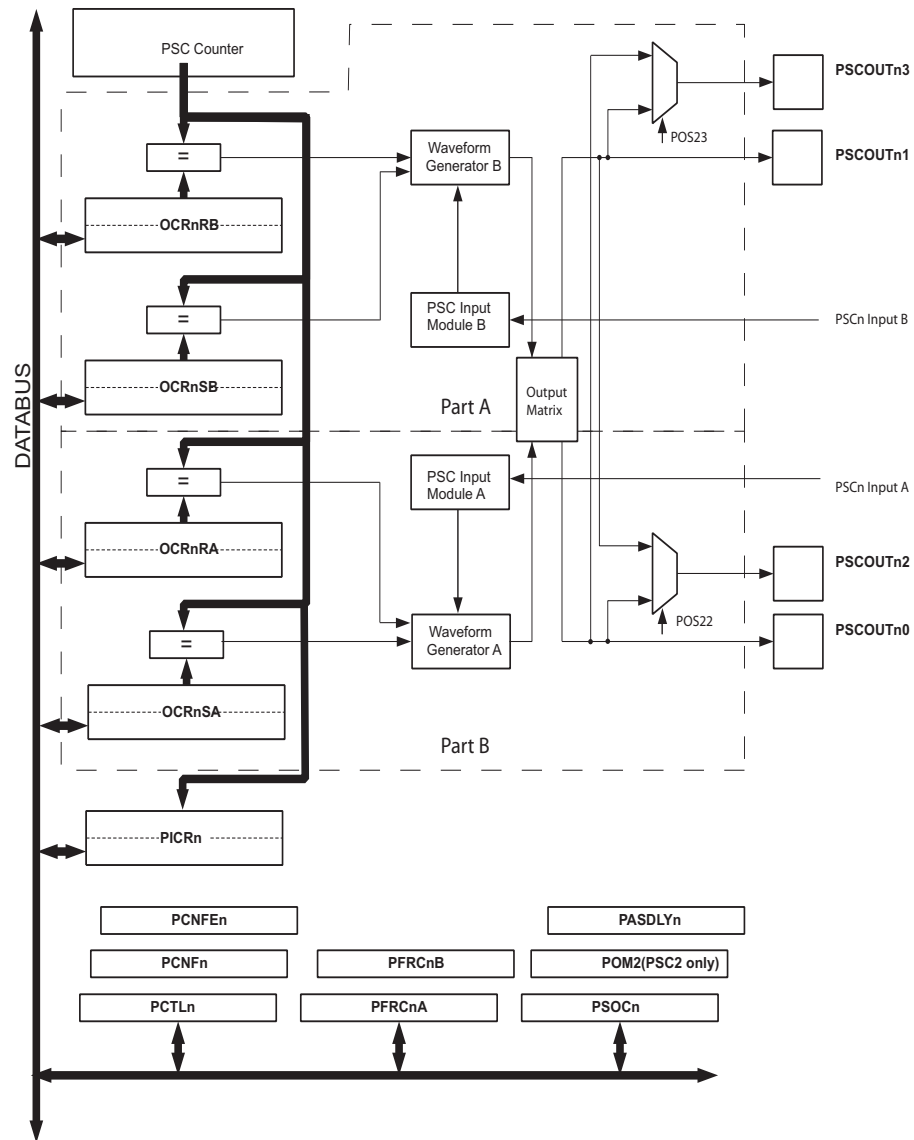 PSC Counter
PSCOUTn3
POS23
=
Waveform
Generator B
PSCOUTn1
OCRnRB
PSC Input
Module B
=
PSCn Input B
DATABUS
OCRnSB
Part A
Output
Matrix
=
PSC Input
Module A
PSCn Input A
OCRnRA
PSCOUTn2
POS22
=
Waveform
Generator A
PSCOUTn0
OCRnSA
Part B
PICRn
PCNFEn
PASDLYn
PCNFn
PFRCnB
POM2(PSC2 only)
PCTLn
PFRCnA
PSOCn